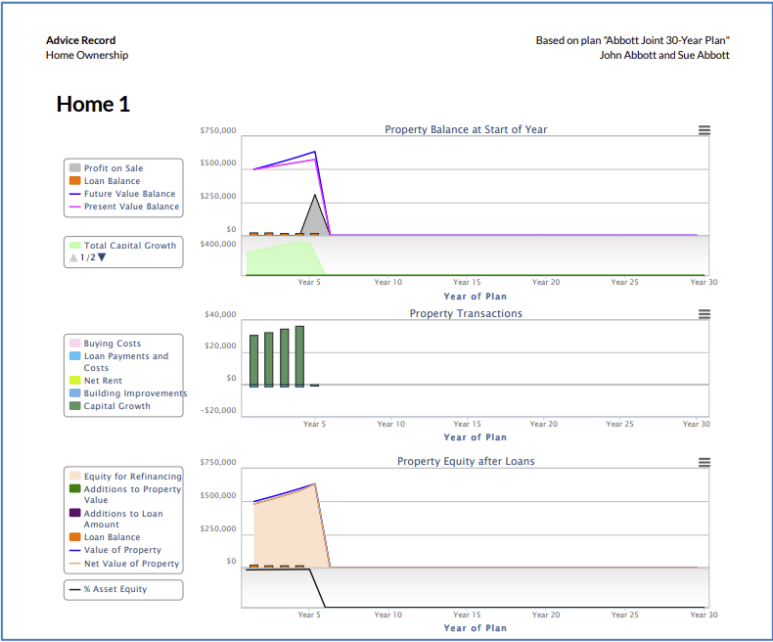 Advice Record
Home Ownership
Based on plan "Abbott Joint 30-Year Plan"
John Abbott and Sue Abbott
Home 1
Property Balance at Start of Year
Profit on Sale
Loan Balance
Future Value Balance
Present Value Balance
Total Capital Growth
1/2
$750,000
$500,000
$250,000
$0
$400,000
Year 5 Year 10 Year 15 Year 20 Year 25 Year 30
Year of Plan
Property Transactions
Buying Costs
Loan Payments and
Costs
Net Rent
Building Improvements
Capital Growth
$40,000
$20,000
$0
−$20,000
Year 5 Year 10 Year 15 Year 20 Year 25 Year 30
Year of Plan
Property Equity after Loans
Equity for Refinancing
Additions to Property
Value
Additions to Loan
Amount
Loan Balance
Value of Property
Net Value of Property
% Asset Equity
$750,000
$500,000
$250,000
$0
Year 5 Year 10 Year 15 Year 20 Year 25 Year 30
Year of Plan